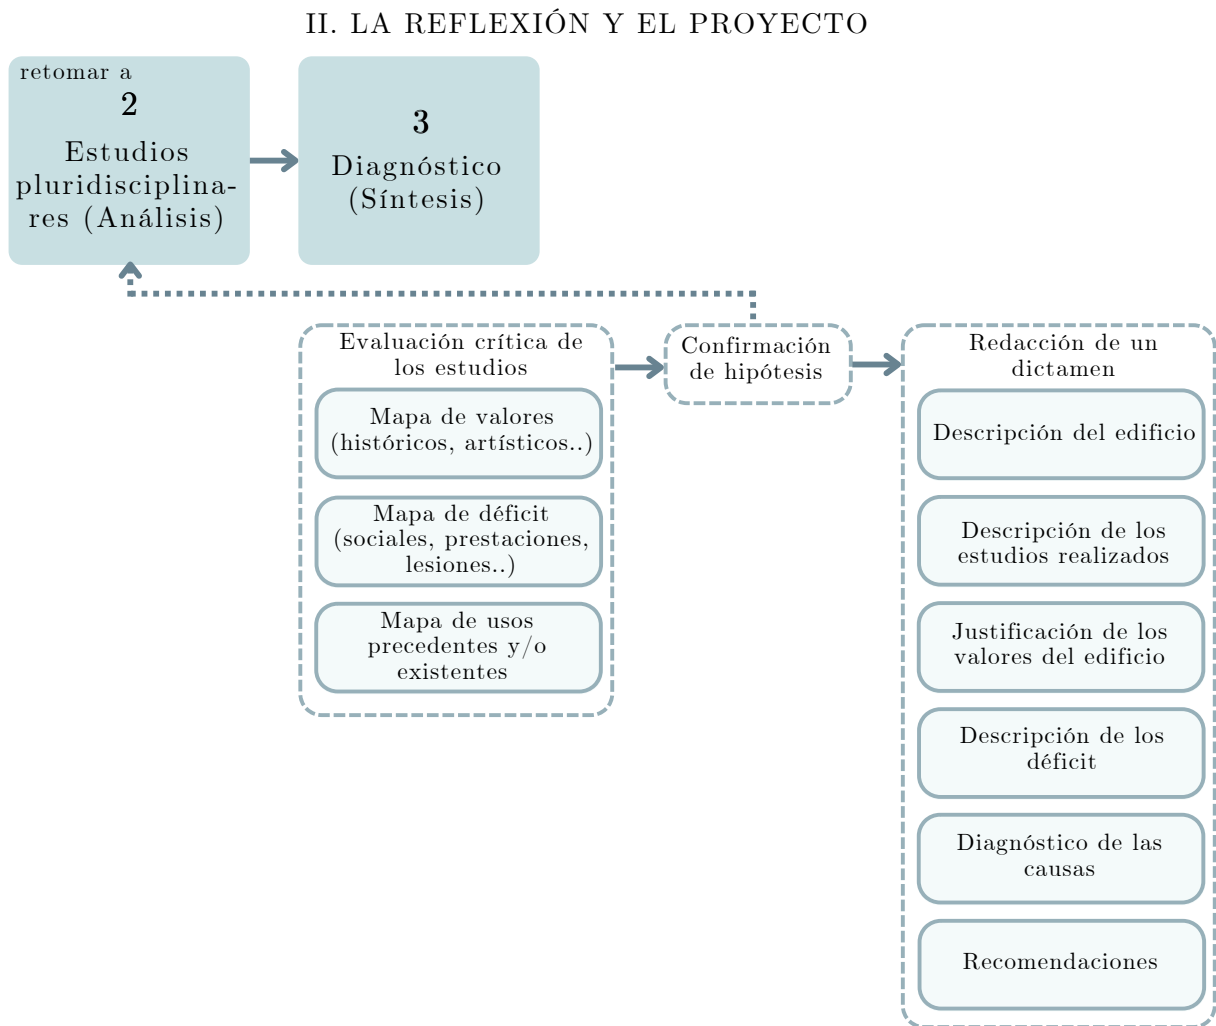 II. LA REFLEXIÓN Y EL PROYECTO
retomar a
2
Estudios
pluridisciplina-
res (Análisis)
3
Diagnóstico
(Síntesis)
Evaluación crítica de
los estudios
Mapa de valores
(históricos, artísticos..)
Mapa de déficit
(sociales, prestaciones,
lesiones..)
Mapa de usos
precedentes y/o
existentes
Confirmación
de hipótesis
Redacción de un
dictamen
Descripción del edificio
Descripción de los
estudios realizados
Justificación de los
valores del edificio
Descripción de los
déficit
Diagnóstico de las
causas
Recomendaciones